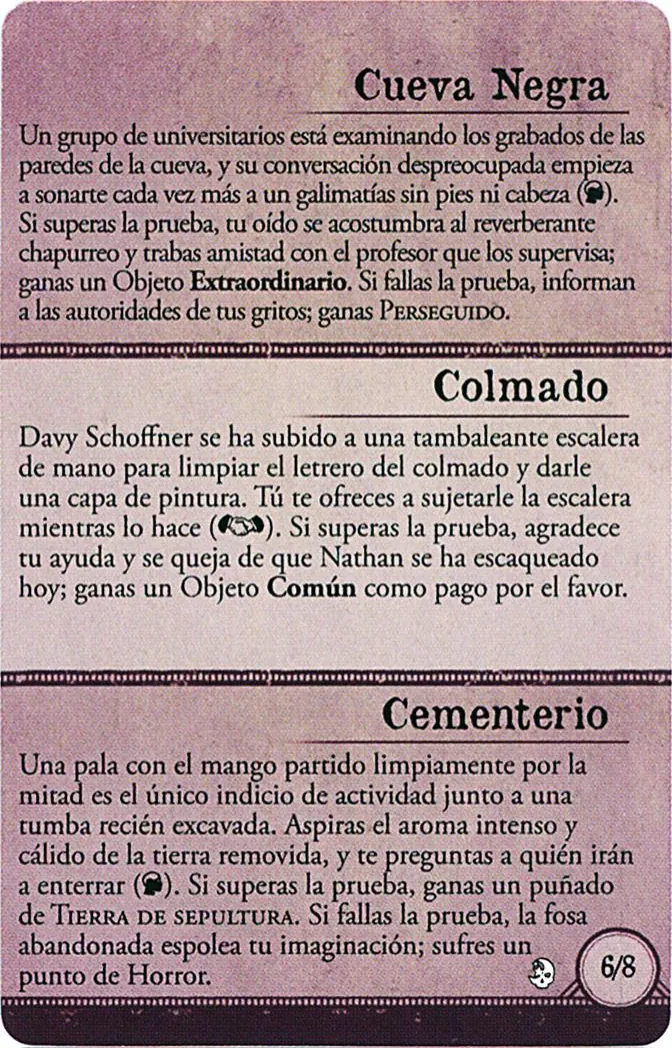 Cueva Negra
Un grupo de universitarios está examinando los grabados de las
paredes de la cueva, y su conversación despreocupada empieza
a sonarte cada vez más a un galimatías sin pies ni cabeza ( ).
Si superas la prueba, tu oído se acostumbra al reverberante
chapurreo y trabas amistad con el profesor que los supervisa;
ganas un Objeto Extraordinario. Si fallas la prueba, informan
a las autoridades de tus gritos; ganas PERSEGUIDO.
Colmado
Davy Schoffner se ha subido a una tambaleante escalera
de mano para limpiar el letrero del colmado y darle
una capa de pintura. Tú te ofreces a sujetarle la escalera
mientras lo hace ( ). Si superas la prueba, agradece
tu ayuda y se queja de que Nathan se ha escaqueado
hoy; ganas un Objeto Común como pago por el favor.
Cementerio
Una pala con el mango partido limpiamente por la
mitad es el único indicio de actividad junto a una
tumba recién excavada. Aspiras el aroma intenso y
cálido de la tierra removida, y te preguntas a quién irán
a enterrar ( ). Si superas la prueba, ganas un puñado
de TIERRA DE SEPULTURA. Si fallas la prueba, la fosa
abandonada espolea tu imaginación; sufres un
punto de Horror.
6/8